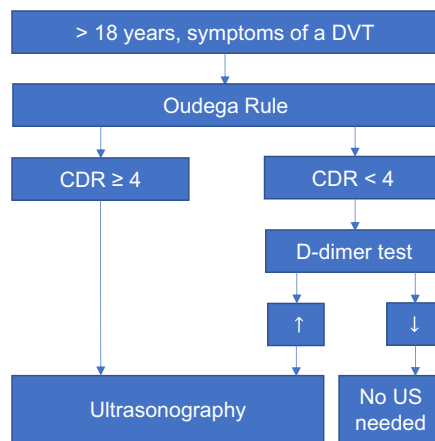 > 18 years, symptoms of a DVT
Oudega Rule
CDR ≥ 4
CDR < 4
D-dimer test
↑
↓
Ultrasonography
No US
needed